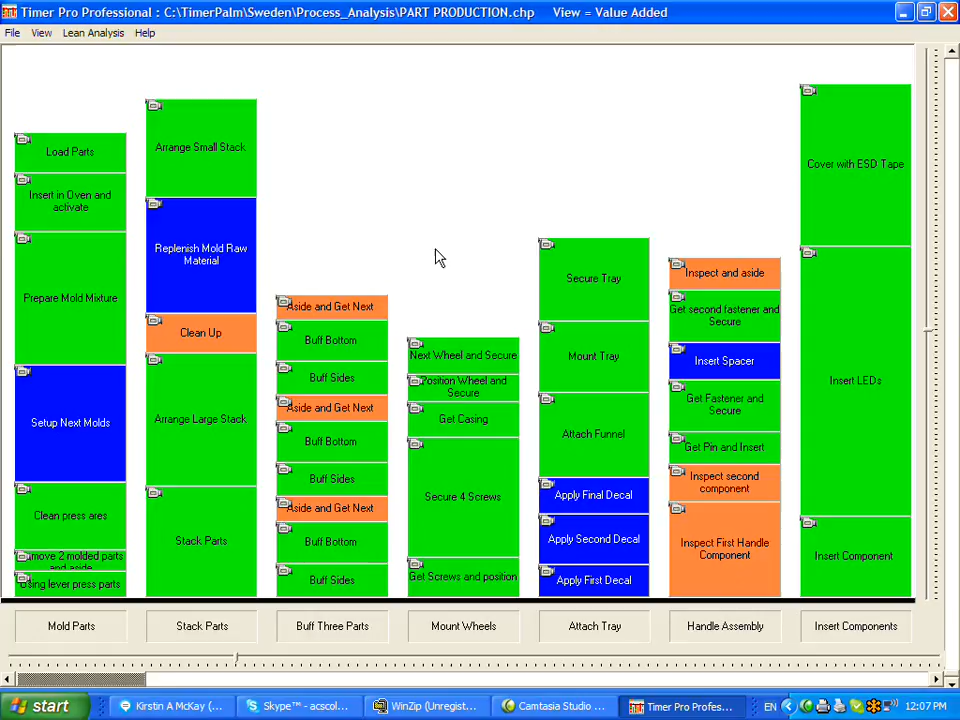 Timer Pro Professional : C:\TimerPalm\Sweden\Process_Analysis\PART PRODUCTION.chp View = Value Added
File View Lean Analysis Help
Load Parts
Insert in Oven and
activate
Prepare Mold Mixture
Setup Next Molds
Clean press ares
move 2 molded parts
and aside
Using lever press parts
Mold Parts
Arrange Small Stack
Replenish Mold Raw
Material
Clean Up
Arrange Large Stack
Stack Parts
Stack Parts
Aside and Get Next
Buff Bottom
Buff Sides
Aside and Get Next
Buff Bottom
Buff Sides
Aside and Get Next
Buff Bottom
Buff Sides
Buff Three Parts
Next Wheel and Secure
Position Wheel and
Secure
Get Casing
Secure 4 Screws
Get Screws and position
Mount Wheels
Secure Tray
Mount Tray
Attach Funnel
Apply Final Decal
Apply Second Decal
Apply First Decal
Attach Tray
Inspect and aside
Get second fastener and
Secure
Insert Spacer
Get Fastener and
Secure
Get Pin and Insert
Inspect second
component
Inspect First Handle
Component
Handle Assembly
Cover with ESD Tape
Insert LEDs
Insert Component
Insert Components
start
Kirstin A McKay (...
Skype™ - acscol...
WinZip (Unregist...
Camtasia Studio ...
Timer Pro Profes...
EN
12:07 PM